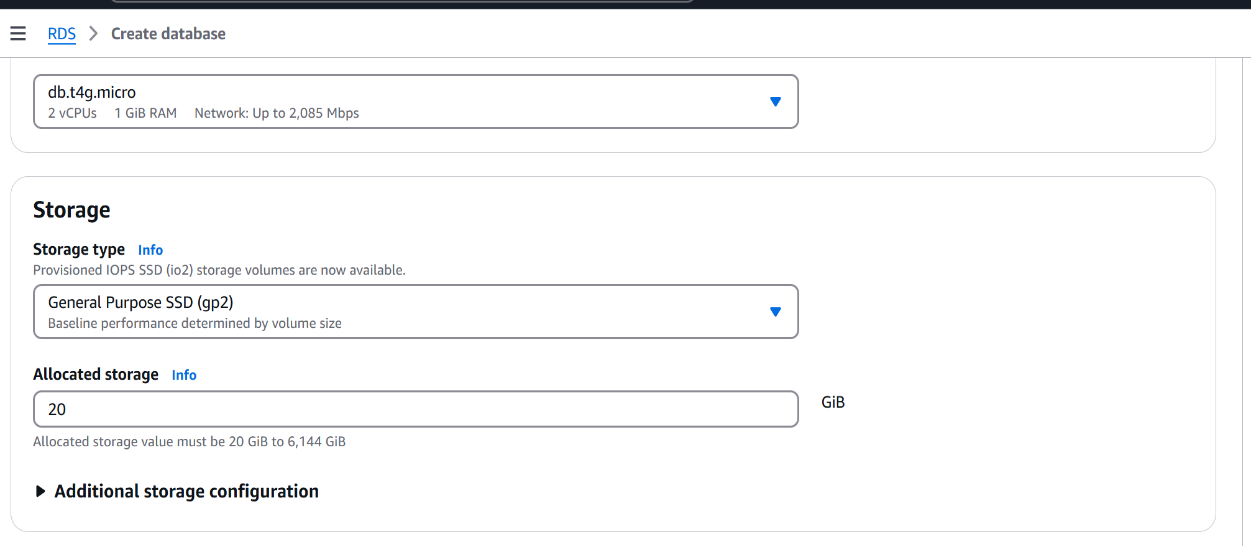 RDS > Create database
db.t4g.micro
2 vCPUs 1 GiB RAM Network: Up to 2,085 Mbps
Storage
Storage type Info
Provisioned IOPS SSD (io2) storage volumes are now available.
General Purpose SSD (gp2)
Baseline performance determined by volume size
Allocated storage Info
20
GiB
Allocated storage value must be 20 GiB to 6,144 GiB
Additional storage configuration